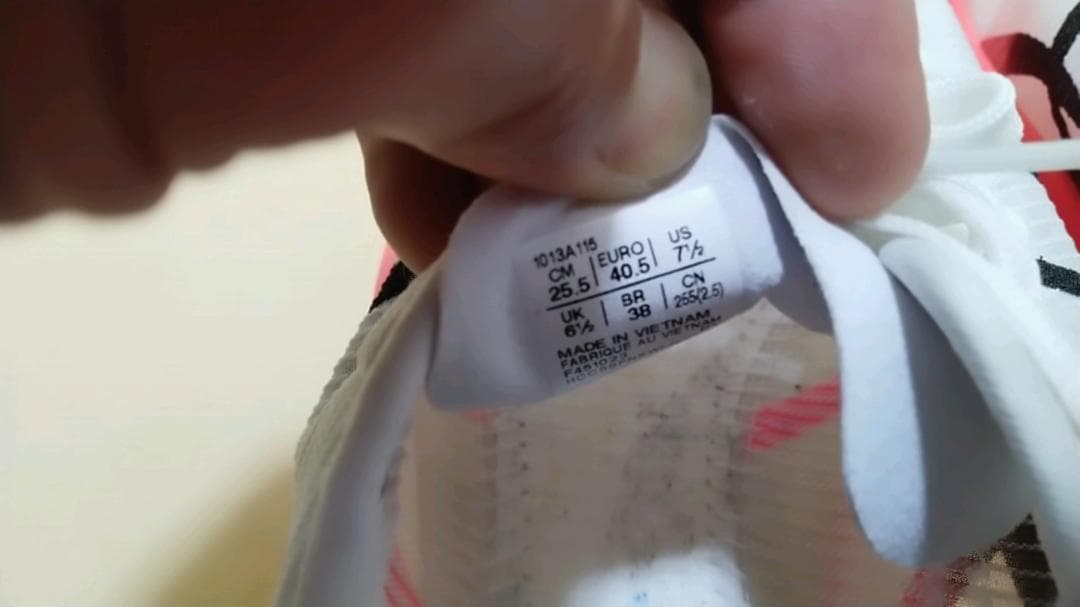 1013A115
CM EURO US
25.5 40.5 7½
UK BR CN
6½ 38 255(2.5)
MADE IN VIETNAM
FABRIQUE AU VIETNAM